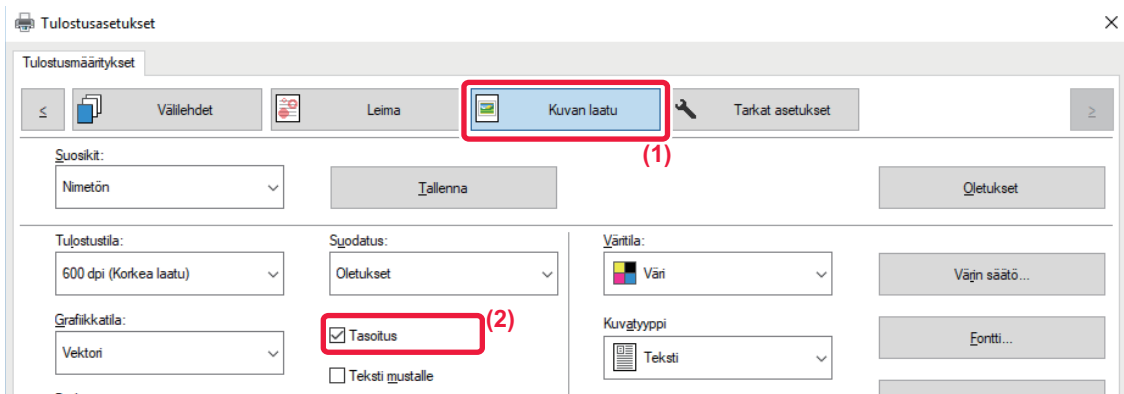 Tulostusasetukset
Tulostusmääritykset
≤ Välilehdet Leima Kuvan laatu Tarkat asetukset ≥
(1)
Suosikit:
Nimetön Tallenna Oletukset
Tulostustila: Suodatus: Väritila:
600 dpi (Korkea laatu) Oletukset Väri Värin säätö...
(2)
Grafiikkatila: Tasoitus Kuvatyyppi
Vektori Teksti Fontti...
Teksti mustalle